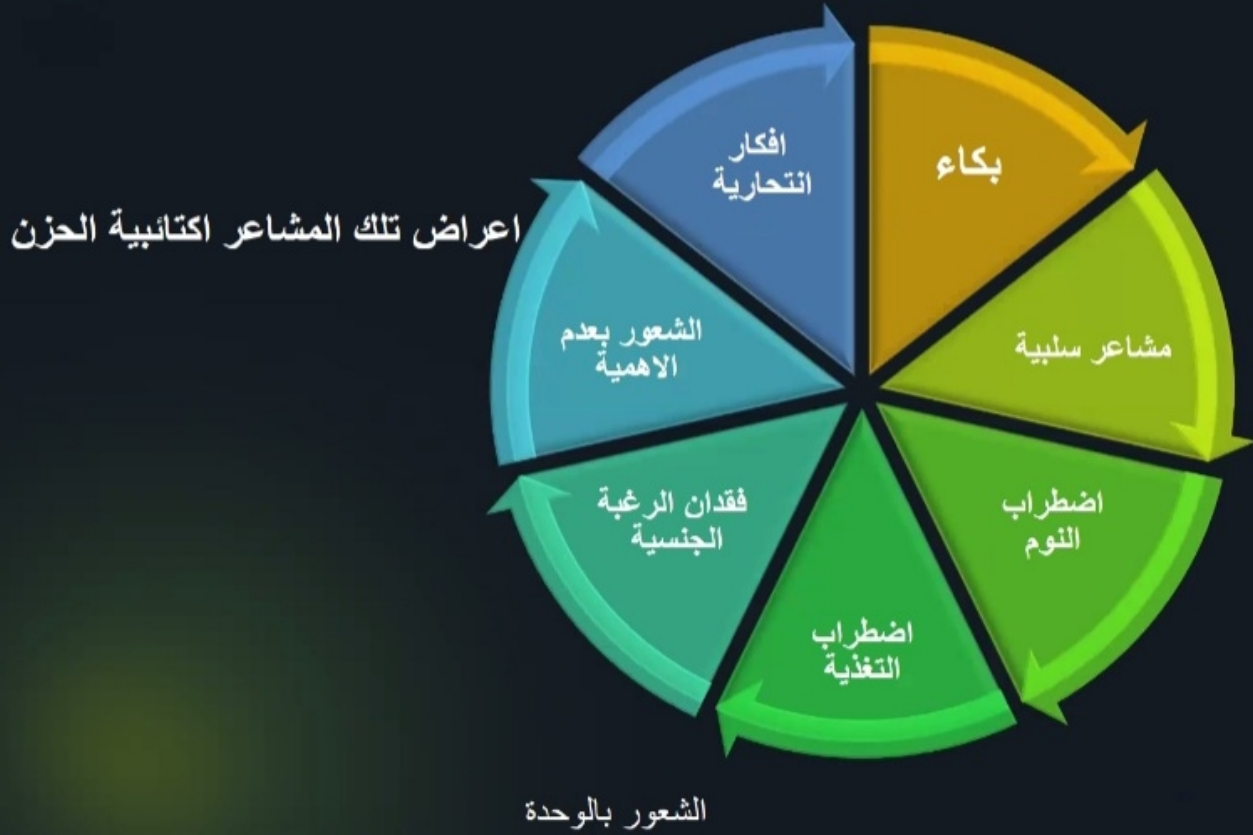 اعراض تلك المشاعر اكتائبية الحزن
بكاء
مشاعر سلبية
اضطراب
النوم
اضطراب
التغذية
فقدان الرغبة
الجنسية
الشعور بعدم
الاهمية
افكار
انتحارية
الشعور بالوحدة